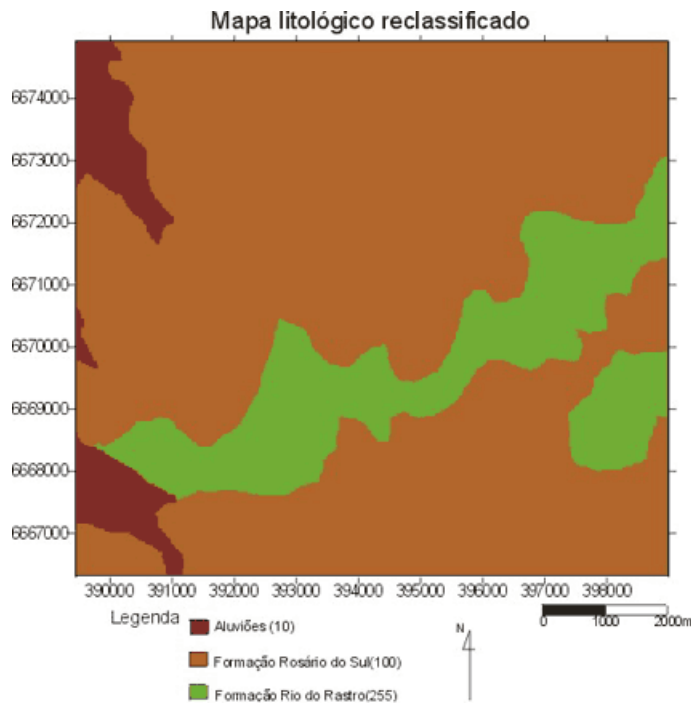 Mapa litológico reclassificado
6674000
6673000
6672000
6671000
6670000
6669000
6668000
6667000
390000 391000 392000 393000 394000 395000 396000 397000 398000
Legenda
Aluviões (10)
Formação Rosário do Sul(100)
Formação Rio do Rastro(255)
N
0 1000 2000m